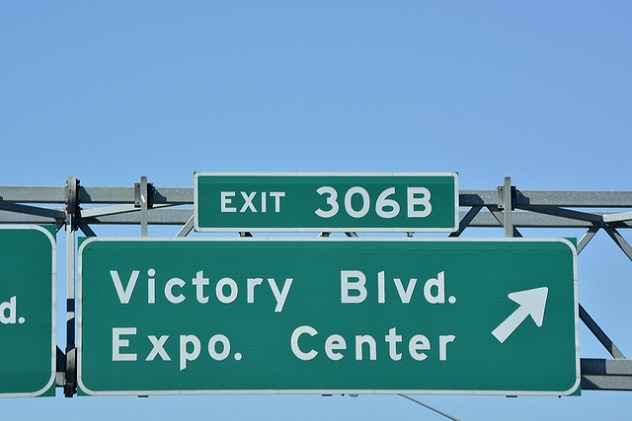 EXIT 306B
Victory Blvd.
Expo. Center
d.